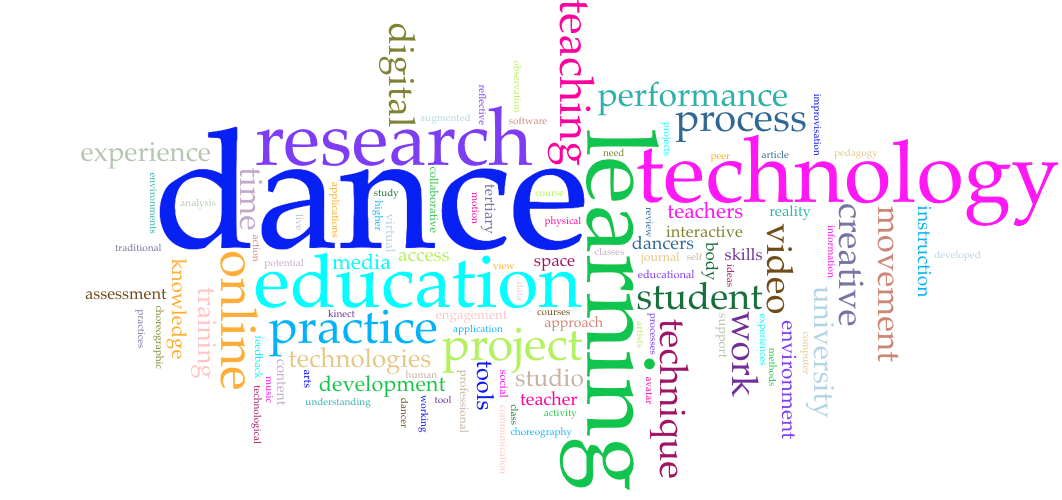 teaching
digital
observation
reflective
augmented
software
performance
process
improvisation
projects
research
experience
dance
learning
need
peer
article
pedagogy
technology
environments
analysis
time
applications
study
higher
virtual
collaborative
motion
tertiary
course
physical
live
action
review
teachers
reality
interactive
dancers
journal
self
classes
body
ideas
skills
video
information
creative
movement
instruction
developed
traditional
potential
media
access
view
space
educational
assessment
knowledge
online
education
data
student
practices
choreographic
training
kinect
engagement
courses
approach
practice
application
project
artists
processes
technique
support
work
experiences
methods
environment
computer
university
feedback
technologies
content
music
arts
human
development
tools
studio
social
professional
technological
understanding
dancer
working
tool
teacher
class
activity
communication
choreography
avatar